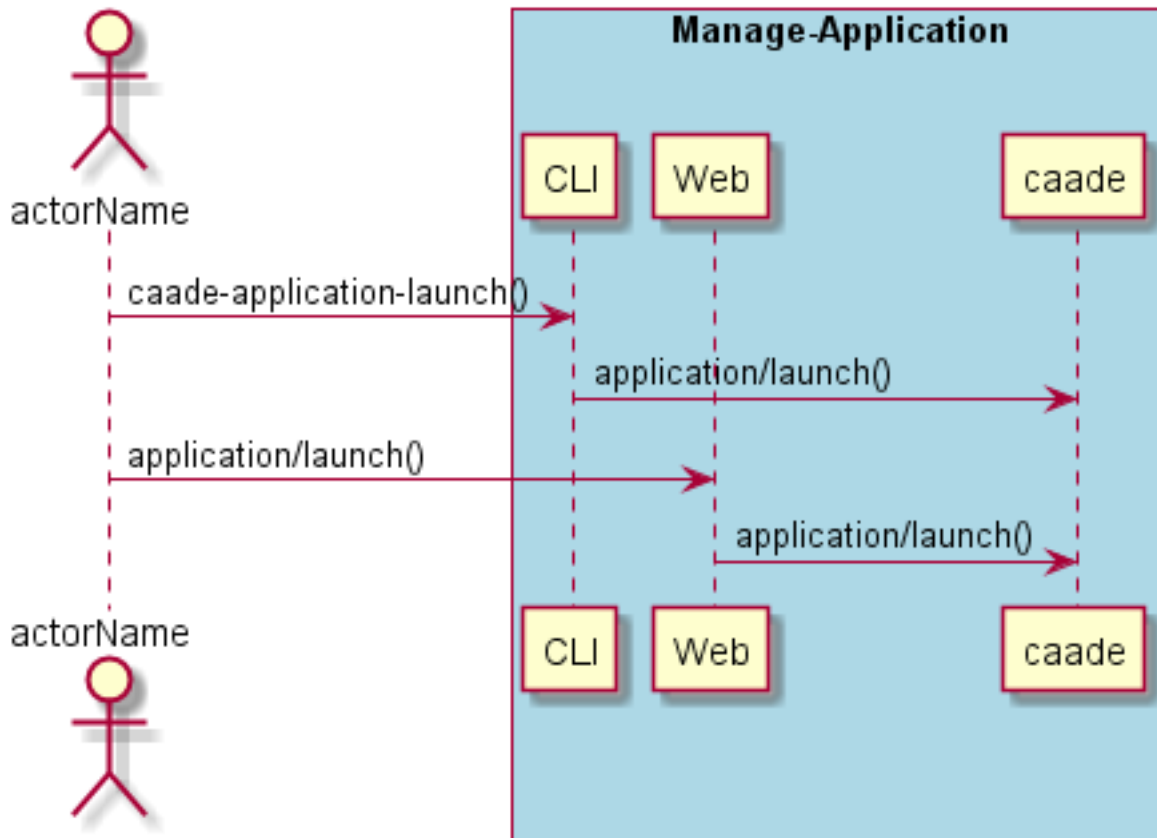 Manage-Application
CLI Web caade
actorName
caade-application-launch()
application/launch()
application/launch()
application/launch()
actorName
CLI Web caade